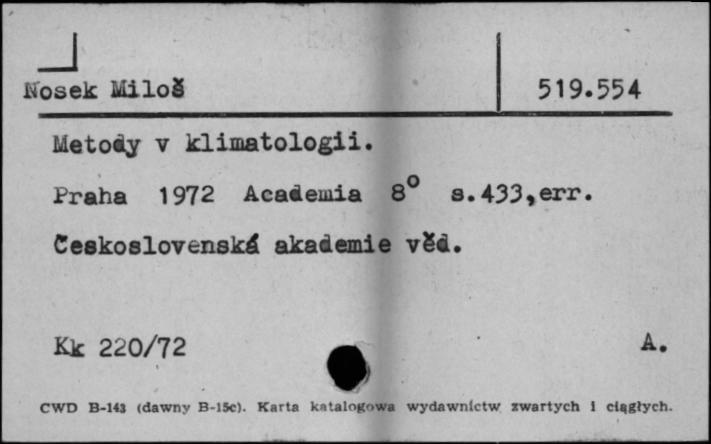 Nosek Miloš 519.554
Metody v klimatologii.
Praha 1972 Academia 8° s.433,err.
Československá akademie věd.
Kk 220/72 A.
CWD B-143 (dawny B-15c). Karta katalogowa wydawnictw zwartych i ciągłych.